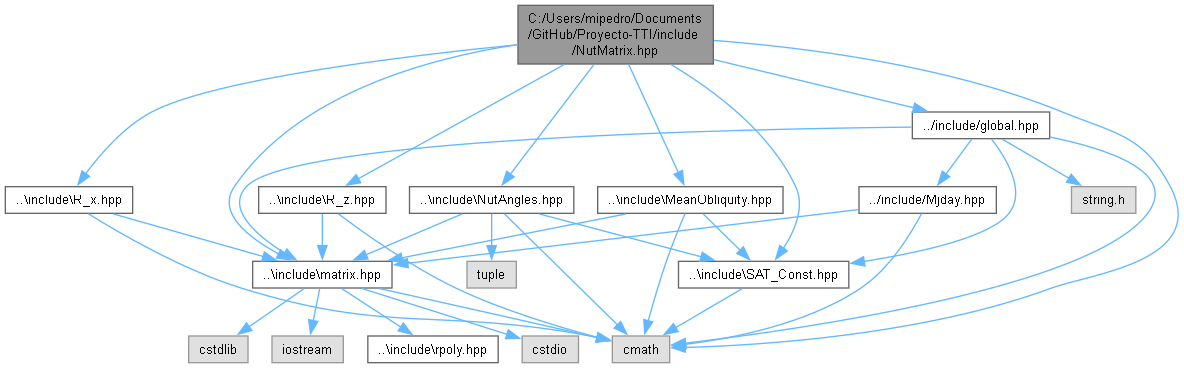 C:/Users/mipedro/Documents
/GitHub/Proyecto-TTI/include
/NutMatrix.hpp
../include/global.hpp
..\include\R_x.hpp
..\include\R_z.hpp
..\include\NutAngles.hpp
..\include\MeanObliquity.hpp
../include/Mjday.hpp
string.h
..\include\matrix.hpp
tuple
..\include\SAT_Const.hpp
cstdlib
iostream
..\include\rpoly.hpp
cstdio
cmath